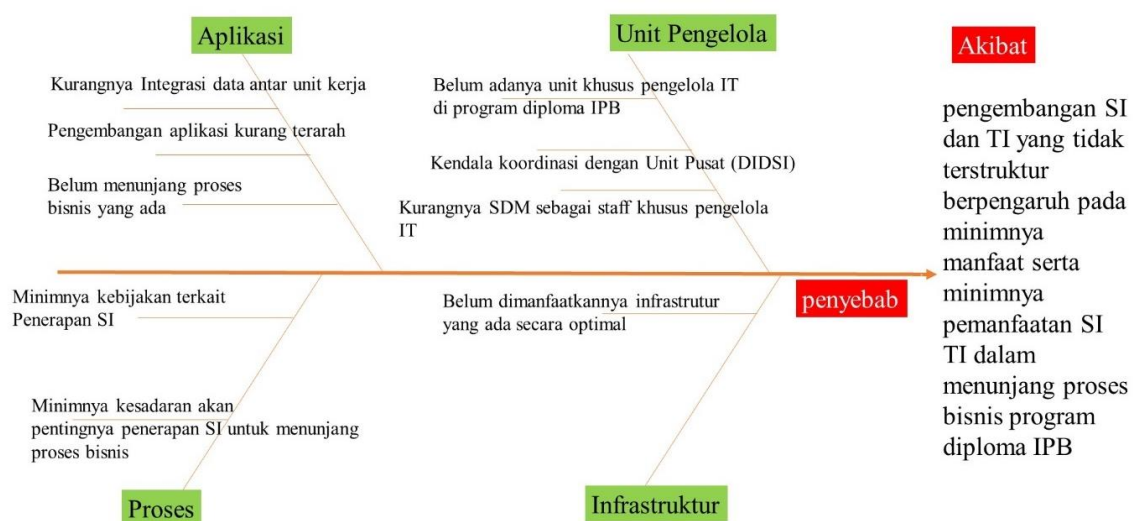 Aplikasi
Kurangnya Integrasi data antar unit kerja
Pengembangan aplikasi kurang terarah
Belum menunjang proses
bisnis yang ada
Unit Pengelola
Belum adanya unit khusus pengelola IT
di program diploma IPB
Kendala koordinasi dengan Unit Pusat (DIDSI)
Kurangnya SDM sebagai staff khusus pengelola
IT
Minimnya kebijakan terkait
Penerapan SI
Minimnya kesadaran akan
pentingnya penerapan SI untuk menunjang
proses bisnis
Proses
Belum dimanfaatkannya infrastrutur
yang ada secara optimal
Infrastruktur
penyebab
Akibat
pengembangan SI
dan TI yang tidak
terstruktur
berpengaruh pada
minimnya
manfaat serta
minimnya
pemanfaatan SI
TI dalam
menunjang proses
bisnis program
diploma IPB